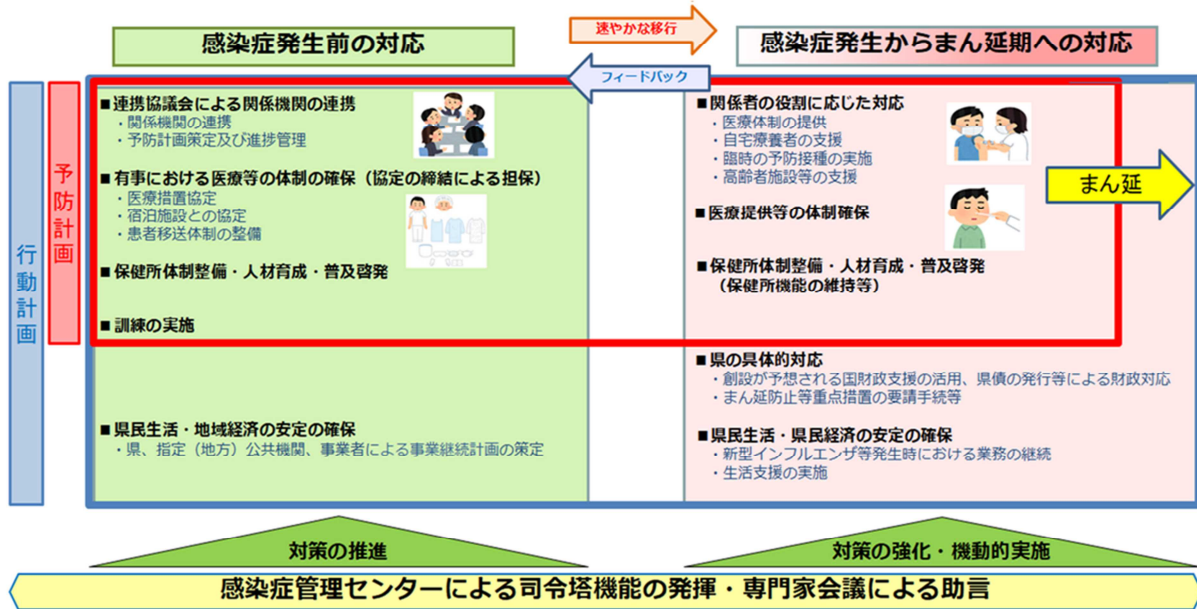 速やかな移行
感染症発生前の対応
感染症発生からまん延期への対応
フィードバック
行動計画
予防計画
■連携協議会による関係機関の連携
・関係機関の連携
・予防計画策定及び進捗管理
■有事における医療等の体制の確保（協定の締結による担保）
・医療措置協定
・宿泊施設との協定
・患者移送体制の整備
■保健所体制整備・人材育成・普及啓発
■訓練の実施
■県民生活・地域経済の安定の確保
・県、指定（地方）公共機関、事業者による事業継続計画の策定
■関係者の役割に応じた対応
・医療体制の提供
・自宅療養者の支援
・臨時の予防接種の実施
・高齢者施設等の支援
まん延
■医療提供等の体制確保
■保健所体制整備・人材育成・普及啓発
（保健所機能の維持等）
■県の具体的対応
・創設が予想される国財政支援の活用、県債の発行等による財政対応
・まん延防止等重点措置の要請手続等
■県民生活・県民経済の安定の確保
・新型インフルエンザ等発生時における業務の継続
・生活支援の実施
対策の推進
対策の強化・機動的実施
感染症管理センターによる司令塔機能の発揮・専門家会議による助言